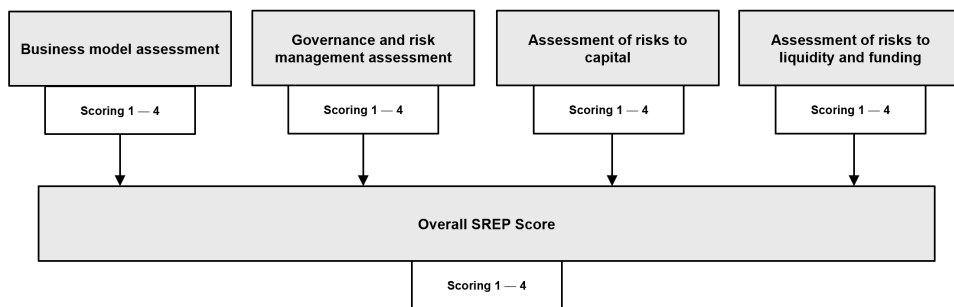 Business model assessment
Governance and risk
management assessment
Assessment of risks to
capital
Assessment of risks to
liquidity and funding
Scoring 1 — 4
Scoring 1 — 4
Scoring 1 — 4
Scoring 1 — 4
Overall SREP Score
Scoring 1 — 4